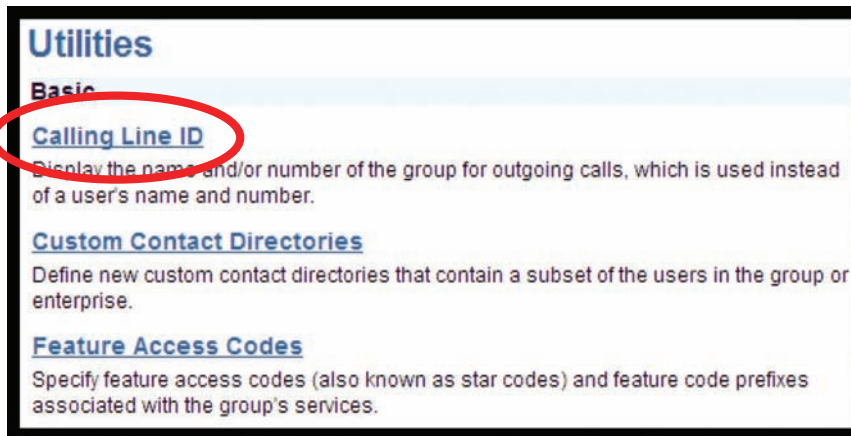 Utilities
Basic
Calling Line ID
Display the name and/or number of the group for outgoing calls, which is used instead
of a user's name and number.
Custom Contact Directories
Define new custom contact directories that contain a subset of the users in the group or
enterprise.
Feature Access Codes
Specify feature access codes (also known as star codes) and feature code prefixes
associated with the group's services.